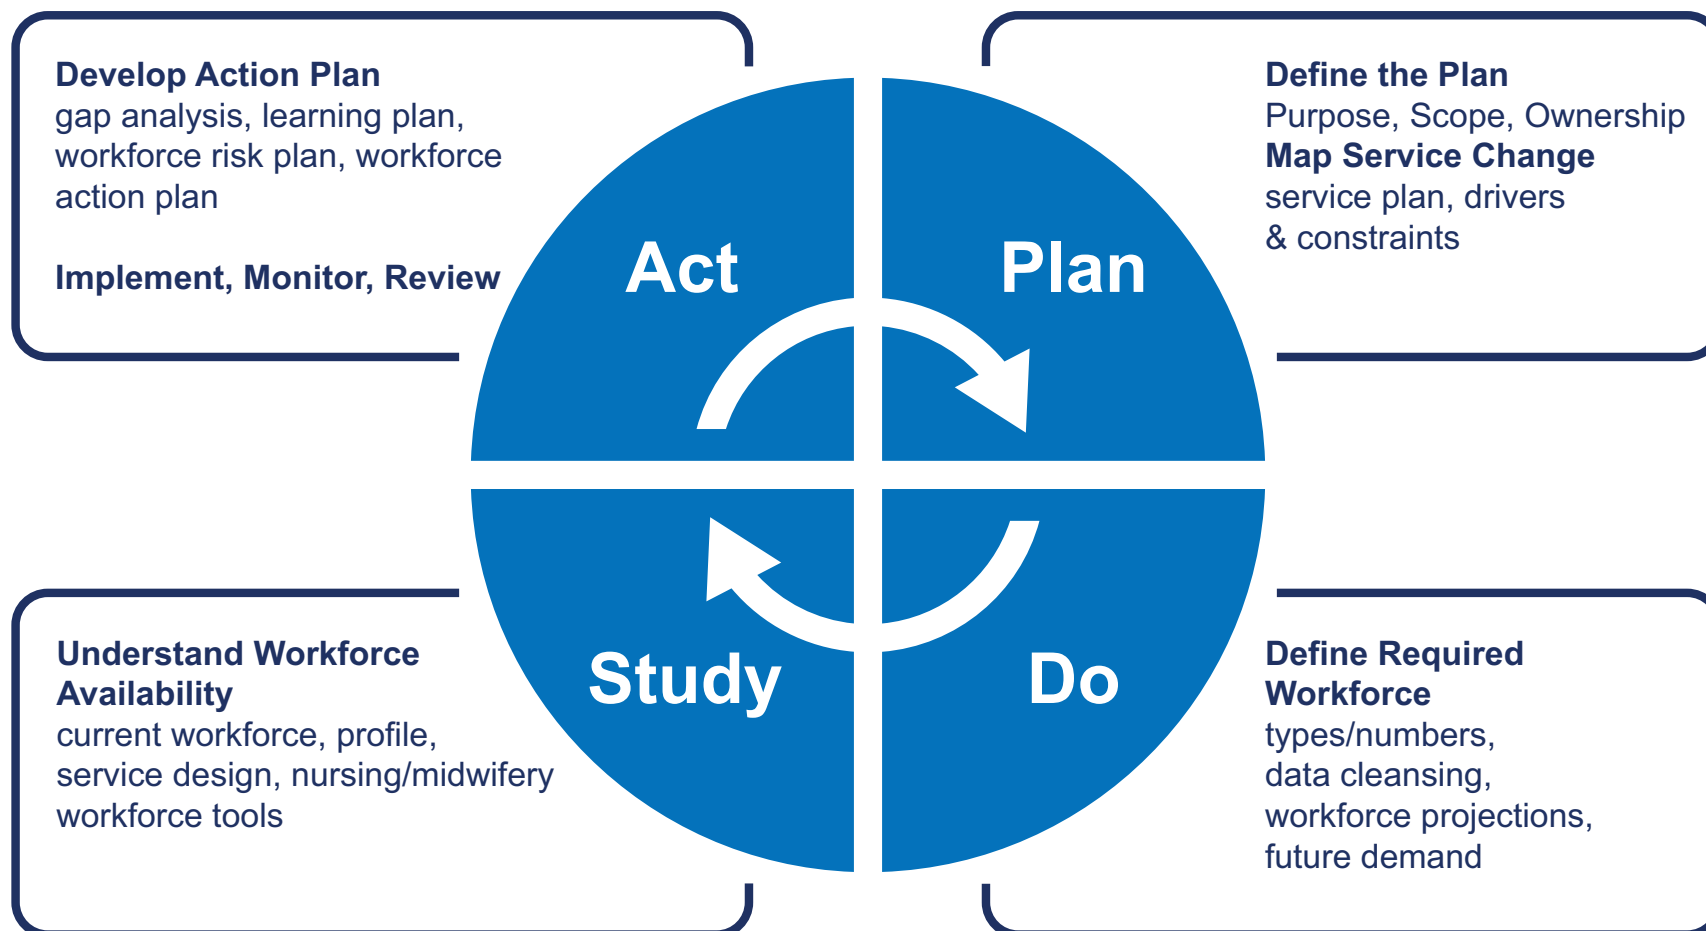 Develop Action Plan
gap analysis, learning plan,
workforce risk plan, workforce
action plan
Implement, Monitor, Review
Define the Plan
Purpose, Scope, Ownership
Map Service Change
service plan, drivers
& constraints
Act
Plan
Study
Do
Understand Workforce
Availability
current workforce, profile,
service design, nursing/midwifery
workforce tools
Define Required
Workforce
types/numbers,
data cleansing,
workforce projections,
future demand